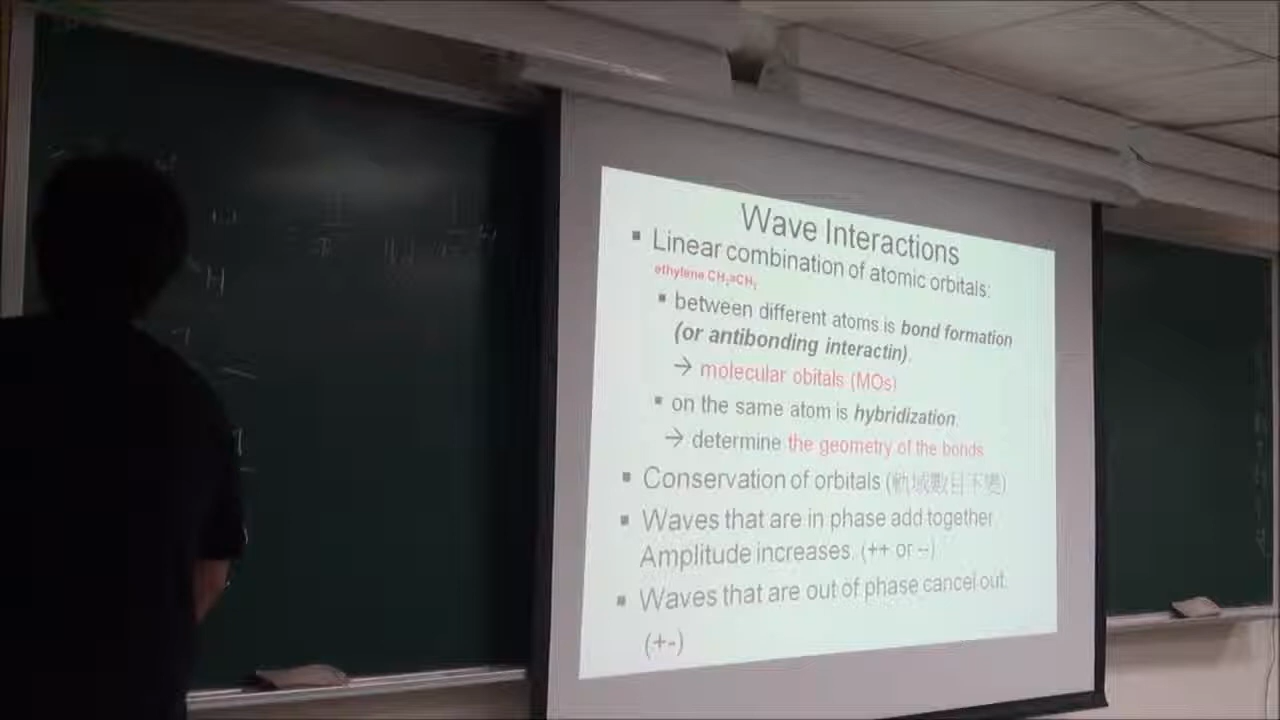 Wave Interactions
▪ Linear combination of atomic orbitals:
ethylene CH₂=CH₂
▪ between different atoms is bond formation
(or antibonding interactin).
→ molecular obitals (MOs)
▪ on the same atom is hybridization.
→ determine the geometry of the bonds
▪ Conservation of orbitals (軌域數目不變)
▪ Waves that are in phase add together
Amplitude increases. (++ or --)
▪ Waves that are out of phase cancel out.
(+-)